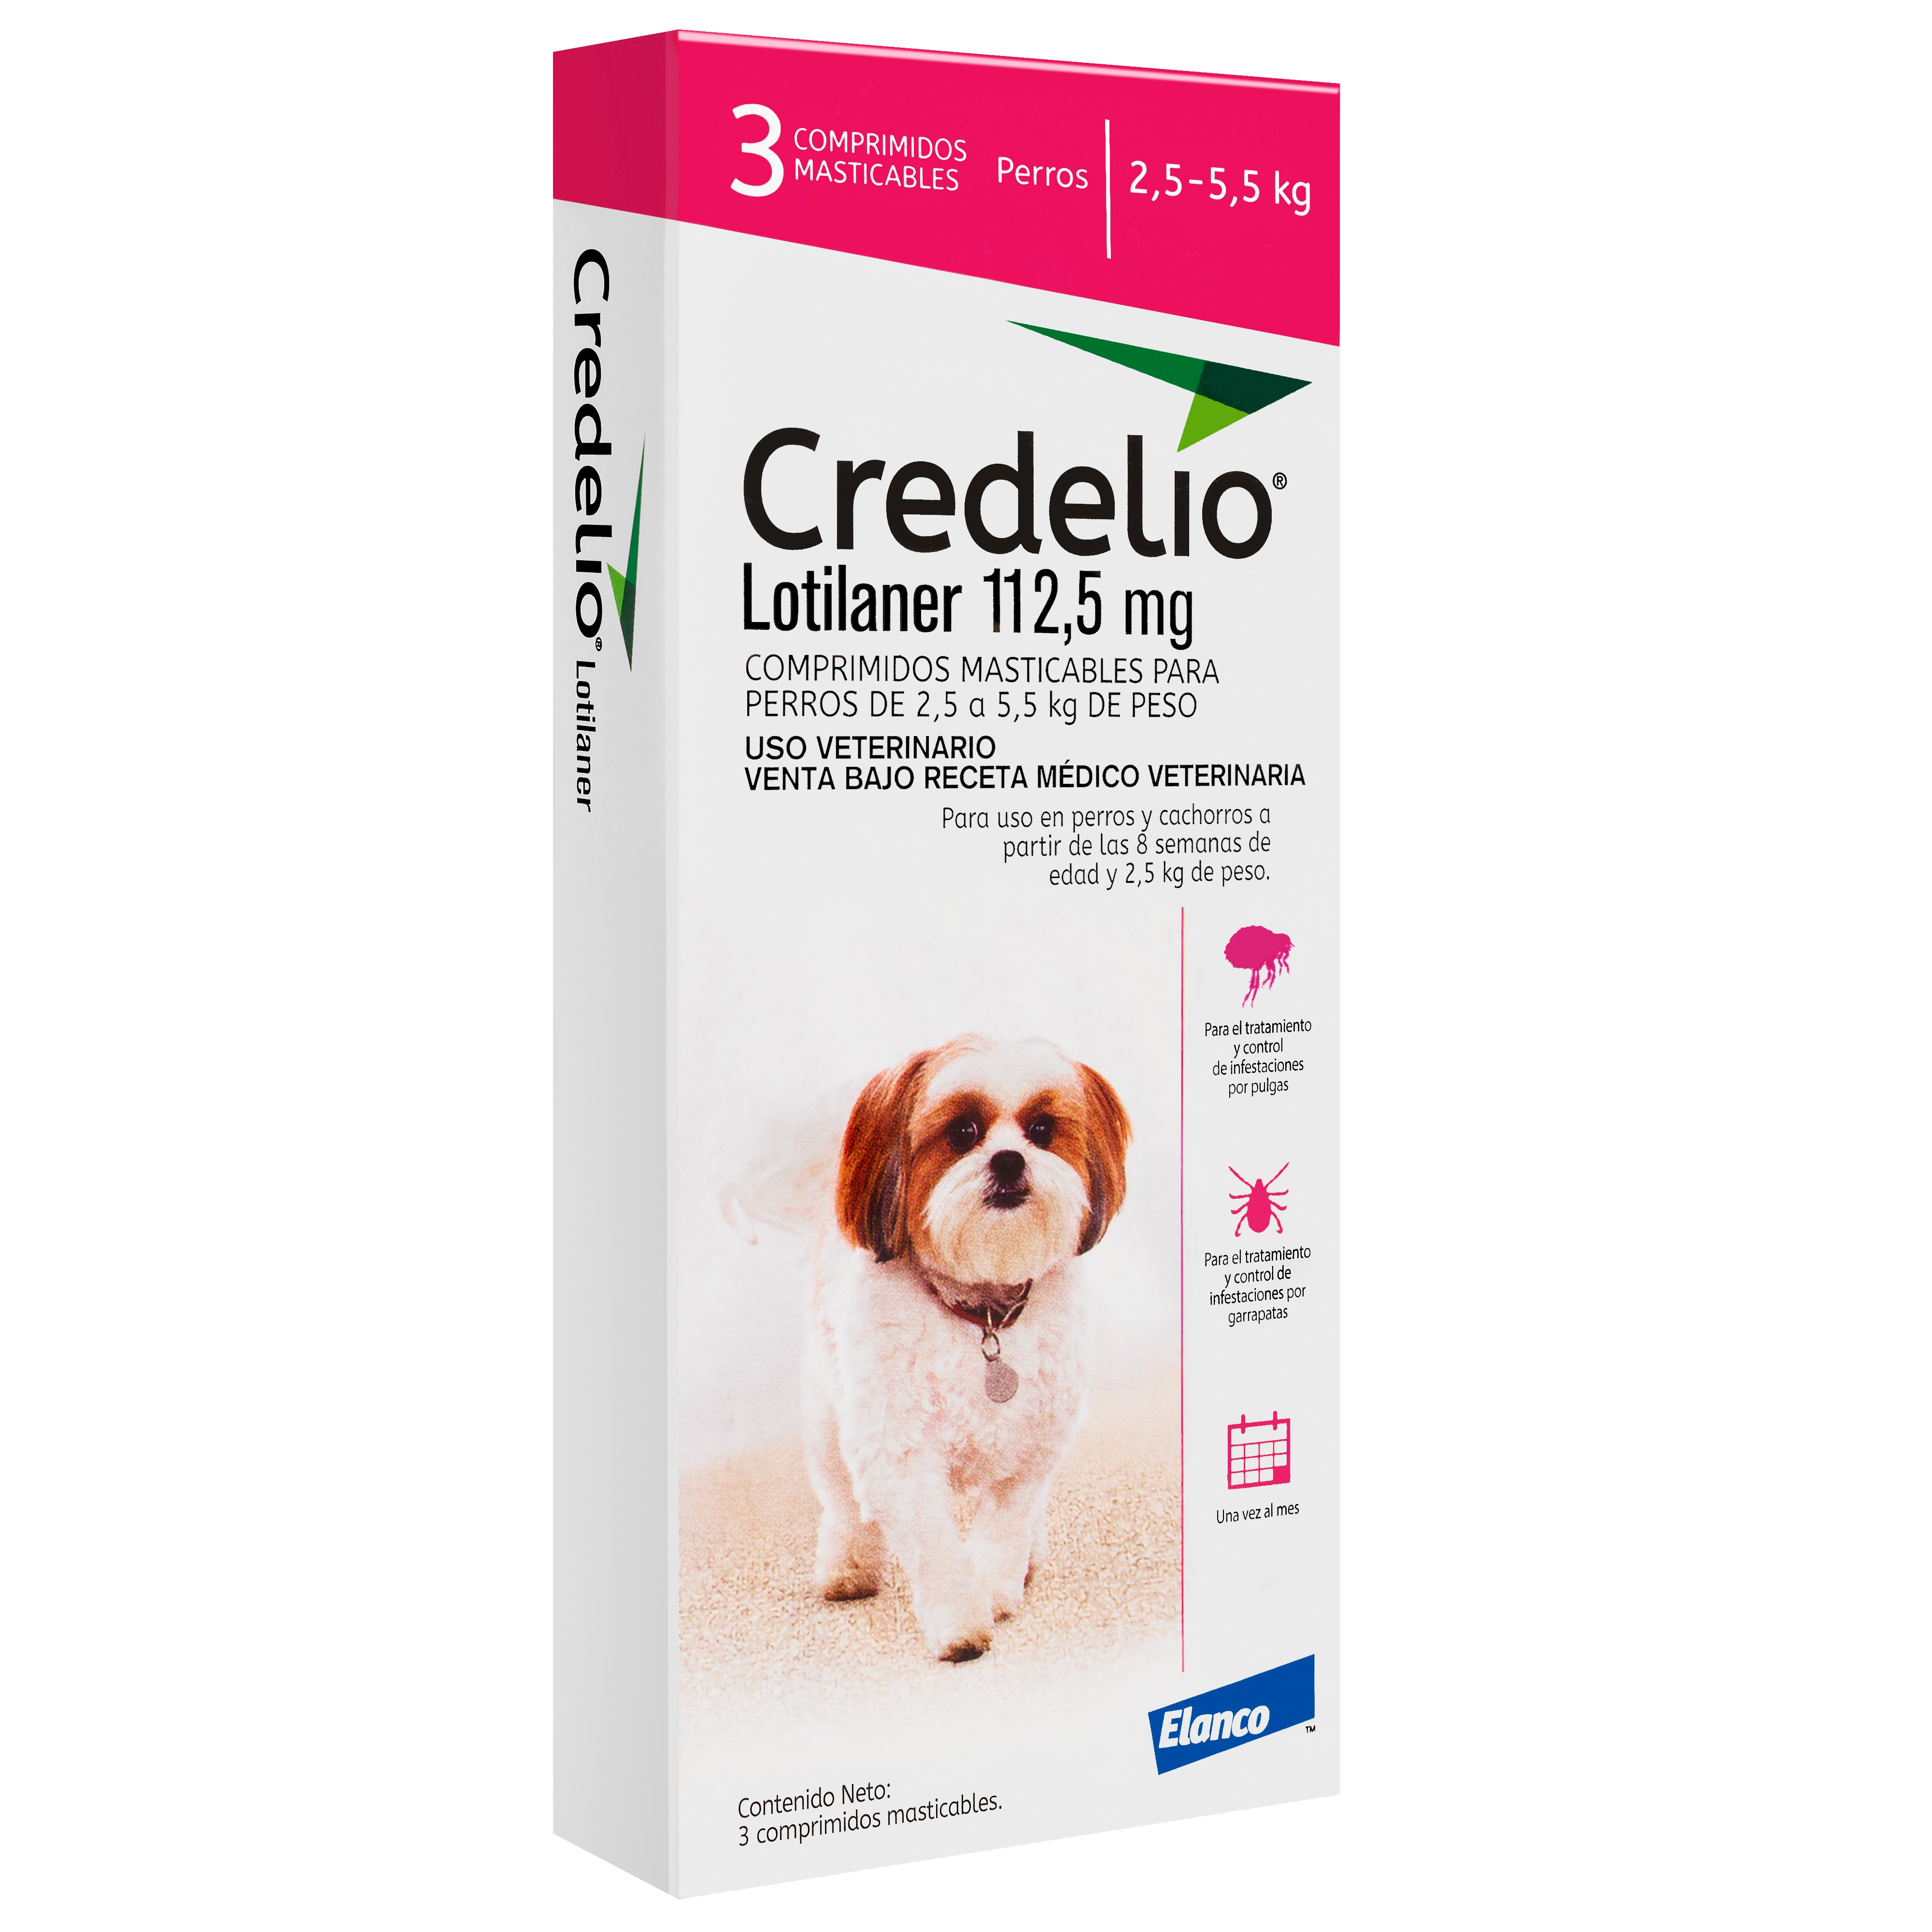 3 COMPRIMIDOS
MASTICABLES
Perros
2,5-5,5 kg
Credelio®
Lotilaner 112,5 mg
COMPRIMIDOS MASTICABLES PARA
PERROS DE 2,5 a 5,5 kg DE PESO
USO VETERINARIO
VENTA BAJO RECETA MÉDICO VETERINARIA
Para uso en perros y cachorros a
partir de las 8 semanas de
edad y 2,5 kg de peso.
Para el tratamiento
y control
de infestaciones
por pulgas
Para el tratamiento
y control de
infestaciones por
garrapatas
Una vez al mes
Elanco™
Contenido Neto:
3 comprimidos masticables.
Credelio® Lotilaner